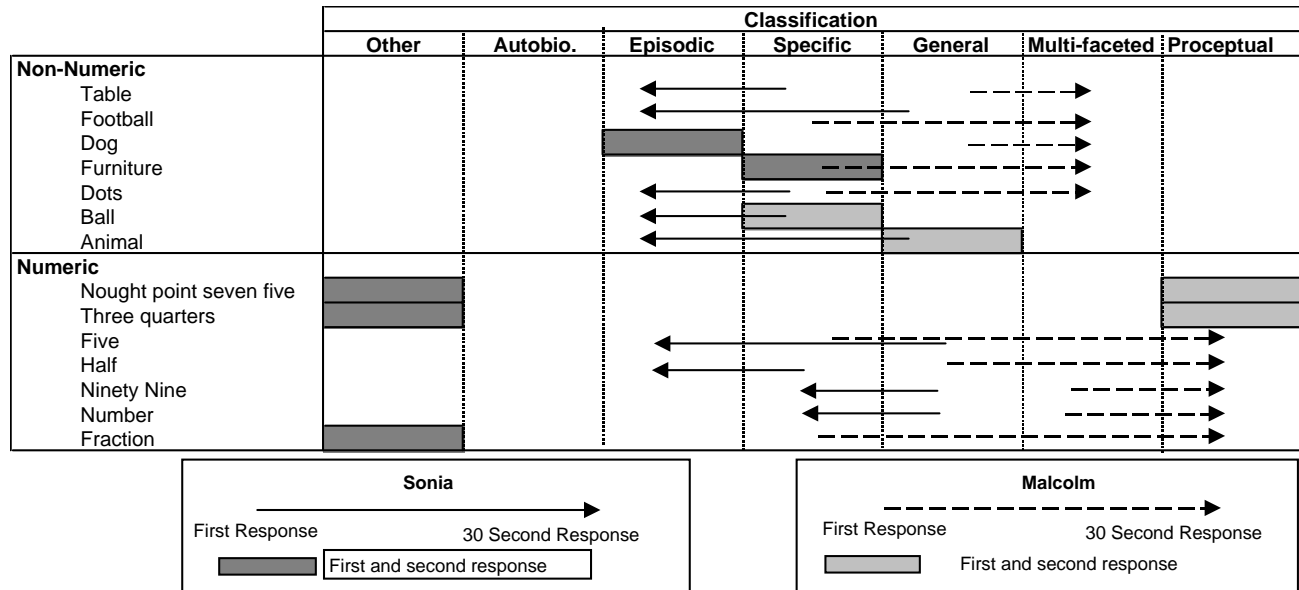 Classification
Other Autobio. Episodic Specific General Multi-faceted Proceptual
Non-Numeric
Table
Football
Dog
Furniture
Dots
Ball
Animal
Numeric
Nought point seven five
Three quarters
Five
Half
Ninety Nine
Number
Fraction
Sonia
First Response 30 Second Response
First and second response
Malcolm
First Response 30 Second Response
First and second response